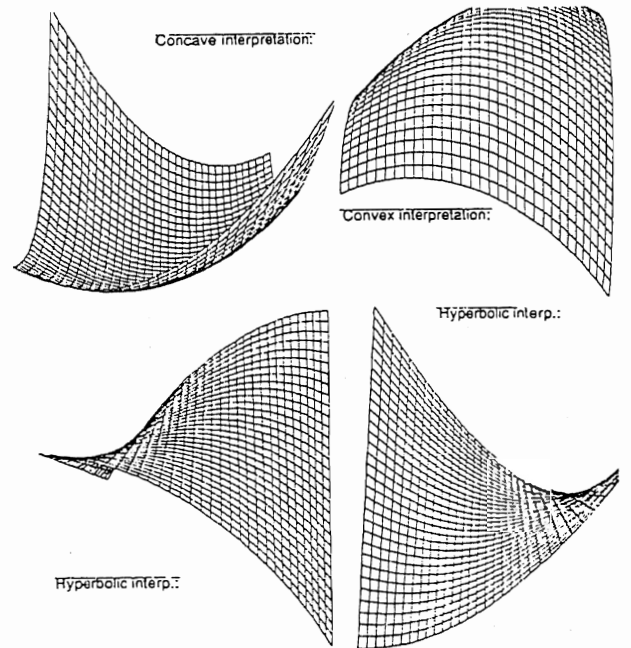 Concave interpretation:
Convex interpretation:
Hyperbolic interp.:
Hyperbolic interp.: